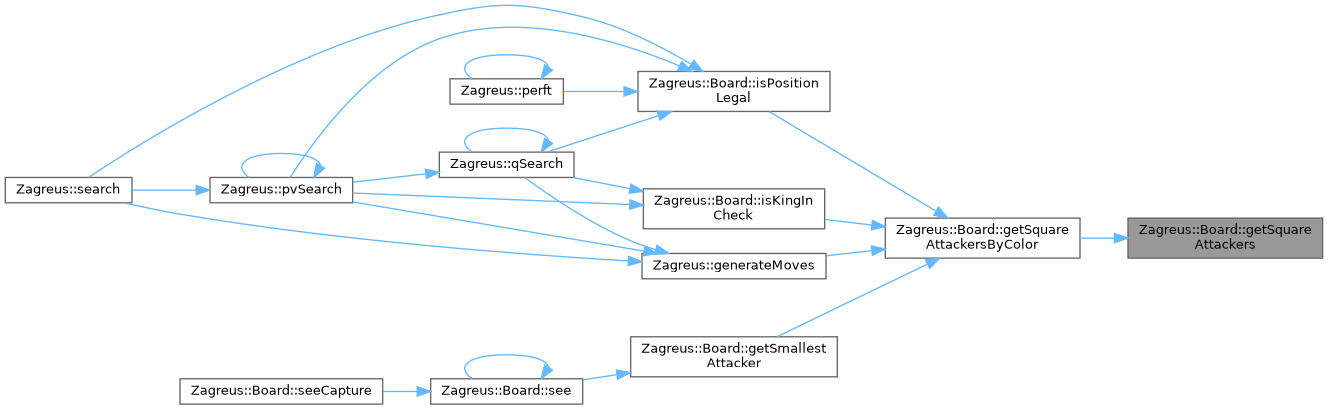 Zagreus::Board::isPosition
Legal
Zagreus::perft
Zagreus::qSearch
Zagreus::search
Zagreus::pvSearch
Zagreus::Board::isKingIn
Check
Zagreus::Board::getSquare
AttackersByColor
Zagreus::Board::getSquare
Attackers
Zagreus::generateMoves
Zagreus::Board::getSmallest
Attacker
Zagreus::Board::seeCapture
Zagreus::Board::see